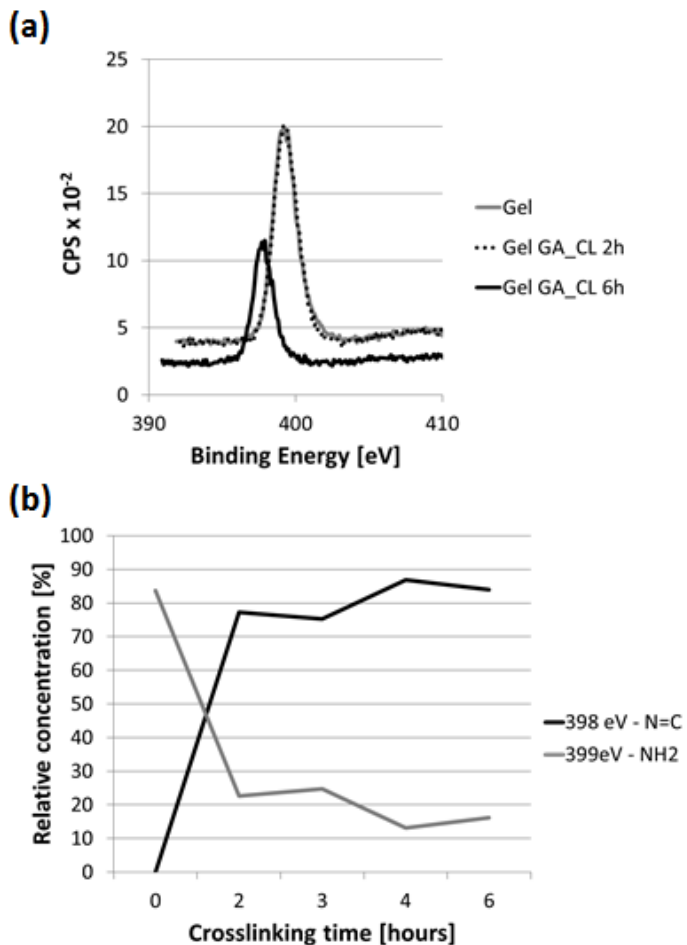 (a)
25
20
15
10
5
0
CPS x 10-2
390
400
410
Binding Energy [eV]
Gel
Gel GA_CL 2h
Gel GA_CL 6h
(b)
100
90
80
70
60
50
40
30
20
10
0
Relative concentration [%]
0
2
3
4
6
Crosslinking time [hours]
398 eV - N=C
399eV - NH2